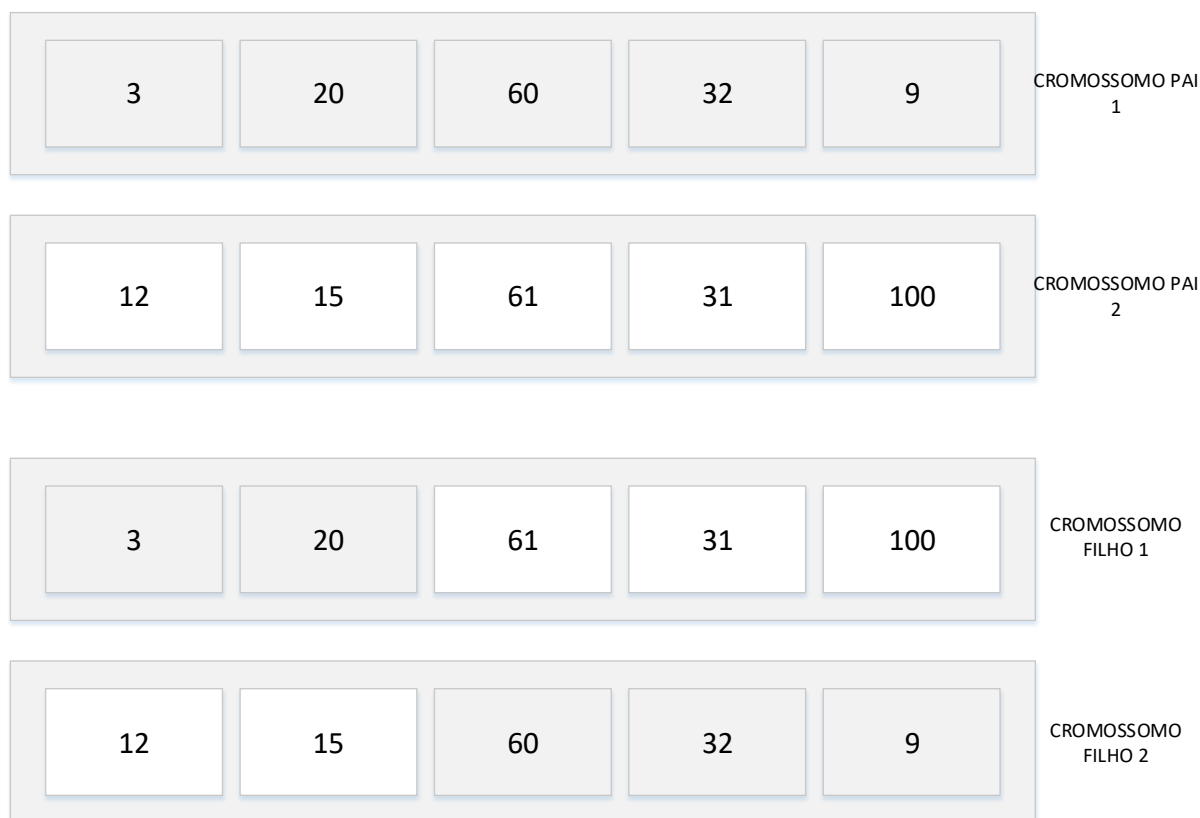 3 20 60 32 9 CROMOSSOMO PAI
1
12 15 61 31 100 CROMOSSOMO PAI
2
3 20 61 31 100 CROMOSSOMO
FILHO 1
12 15 60 32 9 CROMOSSOMO
FILHO 2